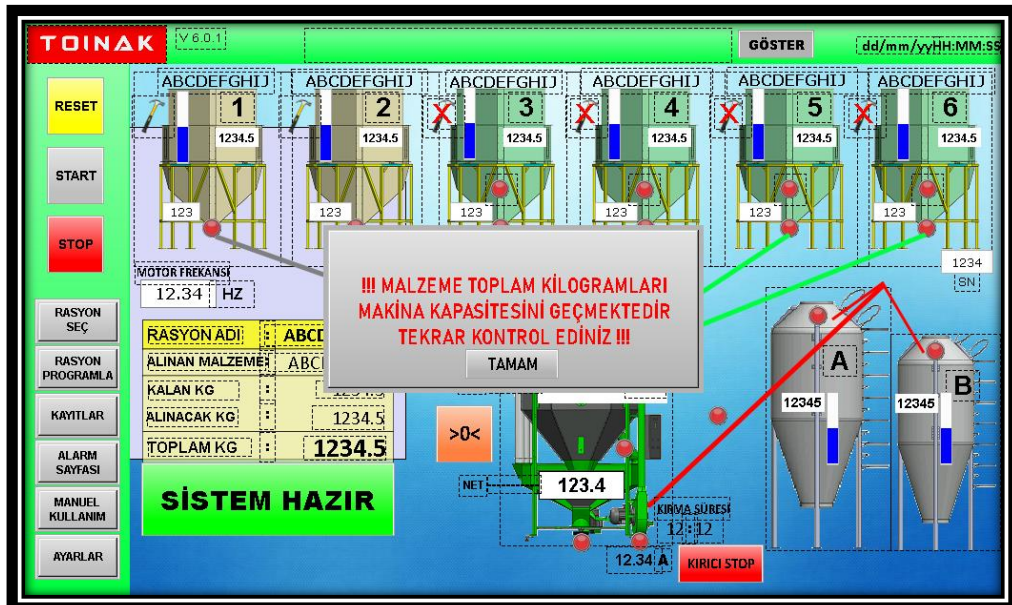 TOINAK
V 6.0.1
GÖSTER
dd/mm/yyHH:MM:SS
RESET
START
STOP
RASYON
SEÇ
RASYON
PROGRAMLA
KAYITLAR
ALARM
SAYFASI
MANUEL
KULLANIM
AYARLAR
ABCDEFGHIJ
1
1234.5
123
ABCDEFGHIJ
2
1234.5
123
ABCDEFGHIJ
3
1234.5
123
ABCDEFGHIJ
4
1234.5
123
ABCDEFGHIJ
5
1234.5
123
ABCDEFGHIJ
6
1234.5
123
1234
SN
MOTOR FREKANSI
12.34 HZ
!!! MALZEME TOPLAM KİLOGRAMLARI
MAKİNA KAPASİTESİNİ GEÇMEKTEDİR
TEKRAR KONTROL EDİNİZ !!!
TAMAM
RASYON ADI :
ALINAN MALZEME :
KALAN KG :
ALINACAK KG : 1234.5
TOPLAM KG : 1234.5
SİSTEM HAZIR
>0<
NET
123.4
KIRMA SÜRESİ
12 : 12
12.34 A
KIRICI STOP
A
12345
B
12345